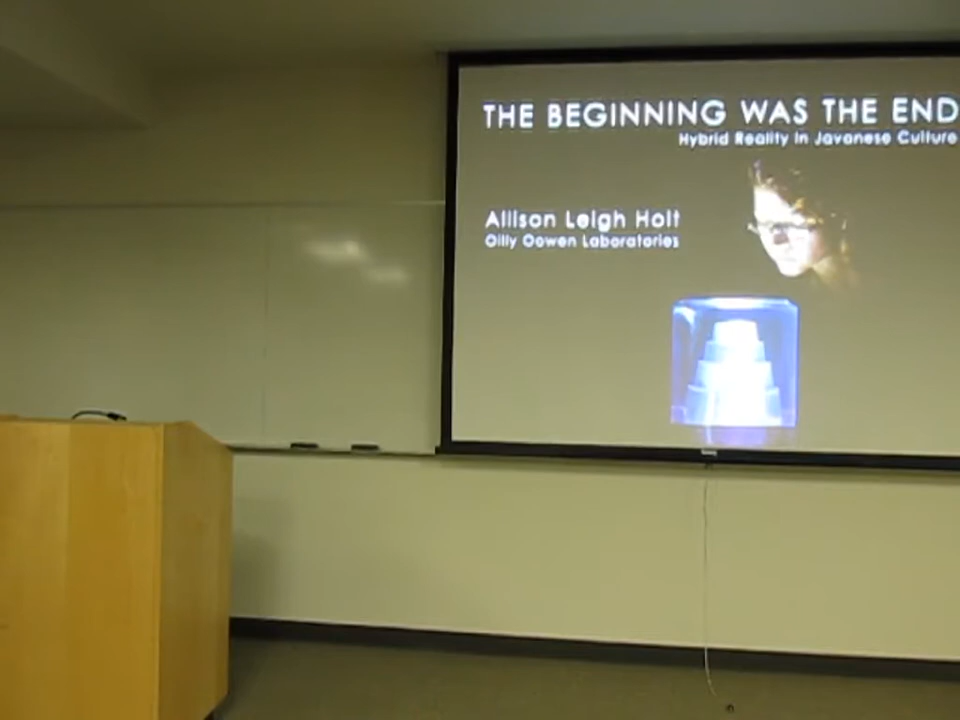 THE BEGINNING WAS THE END
Hybrid Reality in Javanese Culture
Allison Leigh Holt
Oilly Oowen Laboratories